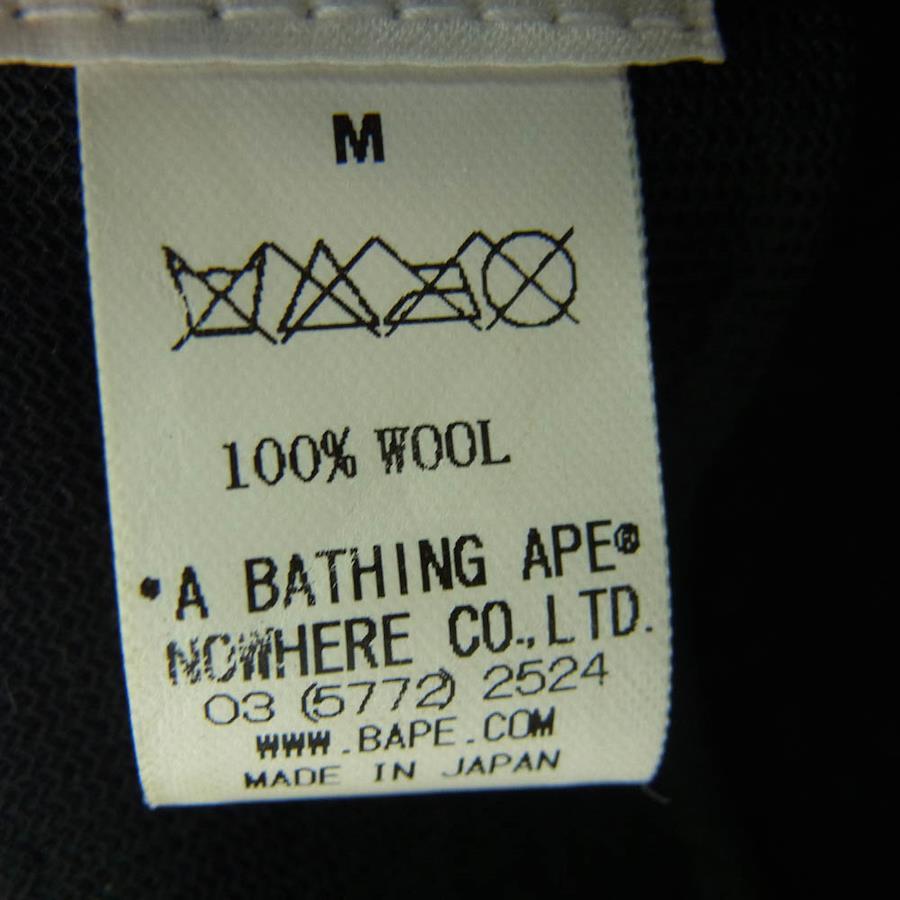 M
100% WOOL
•A BATHING APE®
NOWHERE CO.,LTD.
03 (5772) 2524
www.BAPE.COM
MADE IN JAPAN